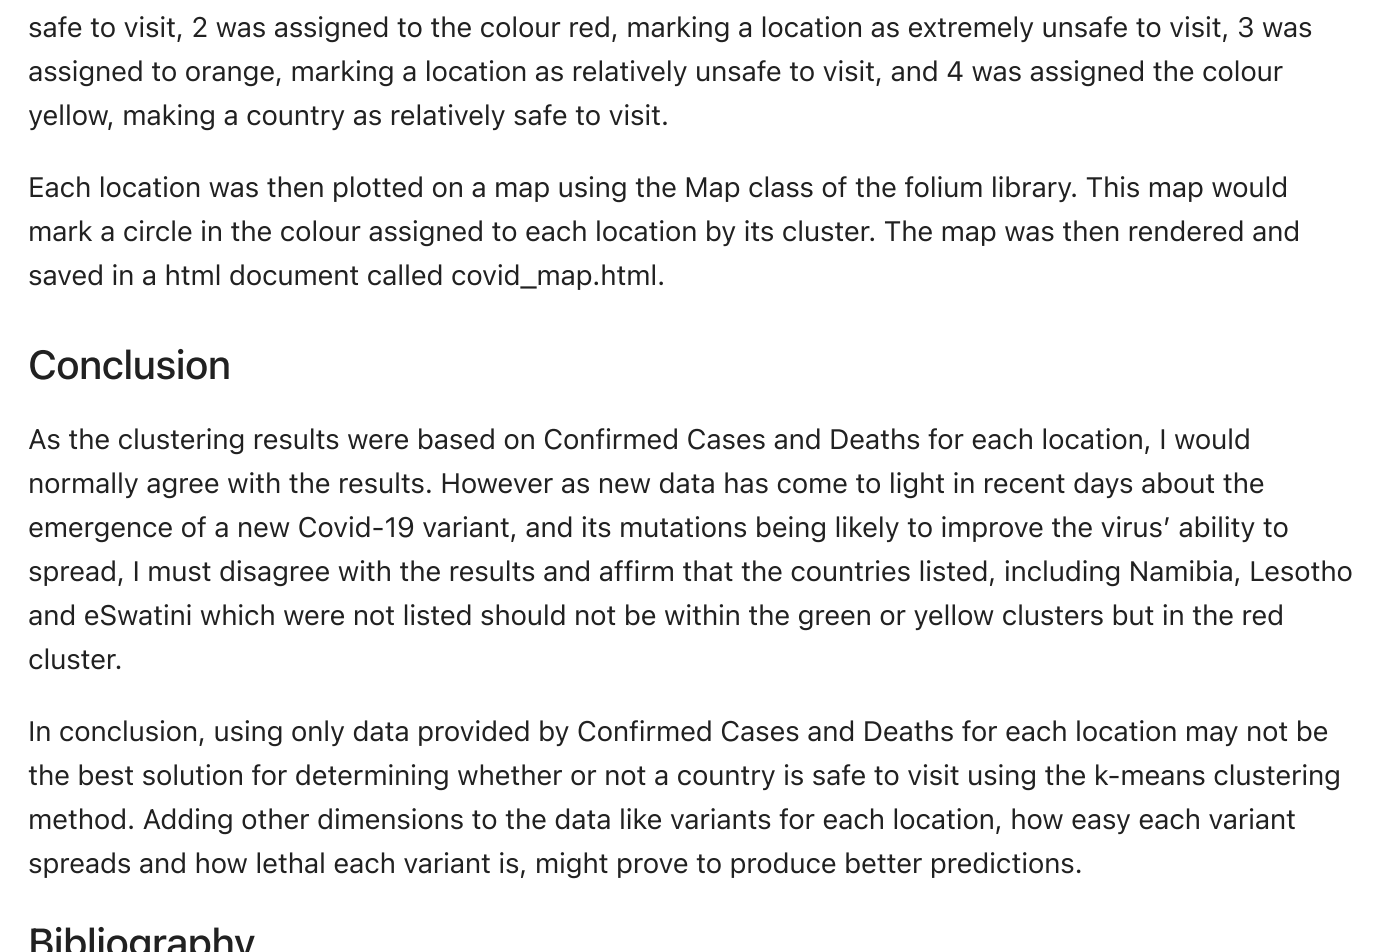 safe to visit, 2 was assigned to the colour red, marking a location as extremely unsafe to visit, 3 was
assigned to orange, marking a location as relatively unsafe to visit, and 4 was assigned the colour
yellow, making a country as relatively safe to visit.
Each location was then plotted on a map using the Map class of the folium library. This map would
mark a circle in the colour assigned to each location by its cluster. The map was then rendered and
saved in a html document called covid_map.html.
Conclusion
As the clustering results were based on Confirmed Cases and Deaths for each location, I would
normally agree with the results. However as new data has come to light in recent days about the
emergence of a new Covid-19 variant, and its mutations being likely to improve the virus’ ability to
spread, I must disagree with the results and affirm that the countries listed, including Namibia, Lesotho
and eSwatini which were not listed should not be within the green or yellow clusters but in the red
cluster.
In conclusion, using only data provided by Confirmed Cases and Deaths for each location may not be
the best solution for determining whether or not a country is safe to visit using the k-means clustering
method. Adding other dimensions to the data like variants for each location, how easy each variant
spreads and how lethal each variant is, might prove to produce better predictions.
Bibliography